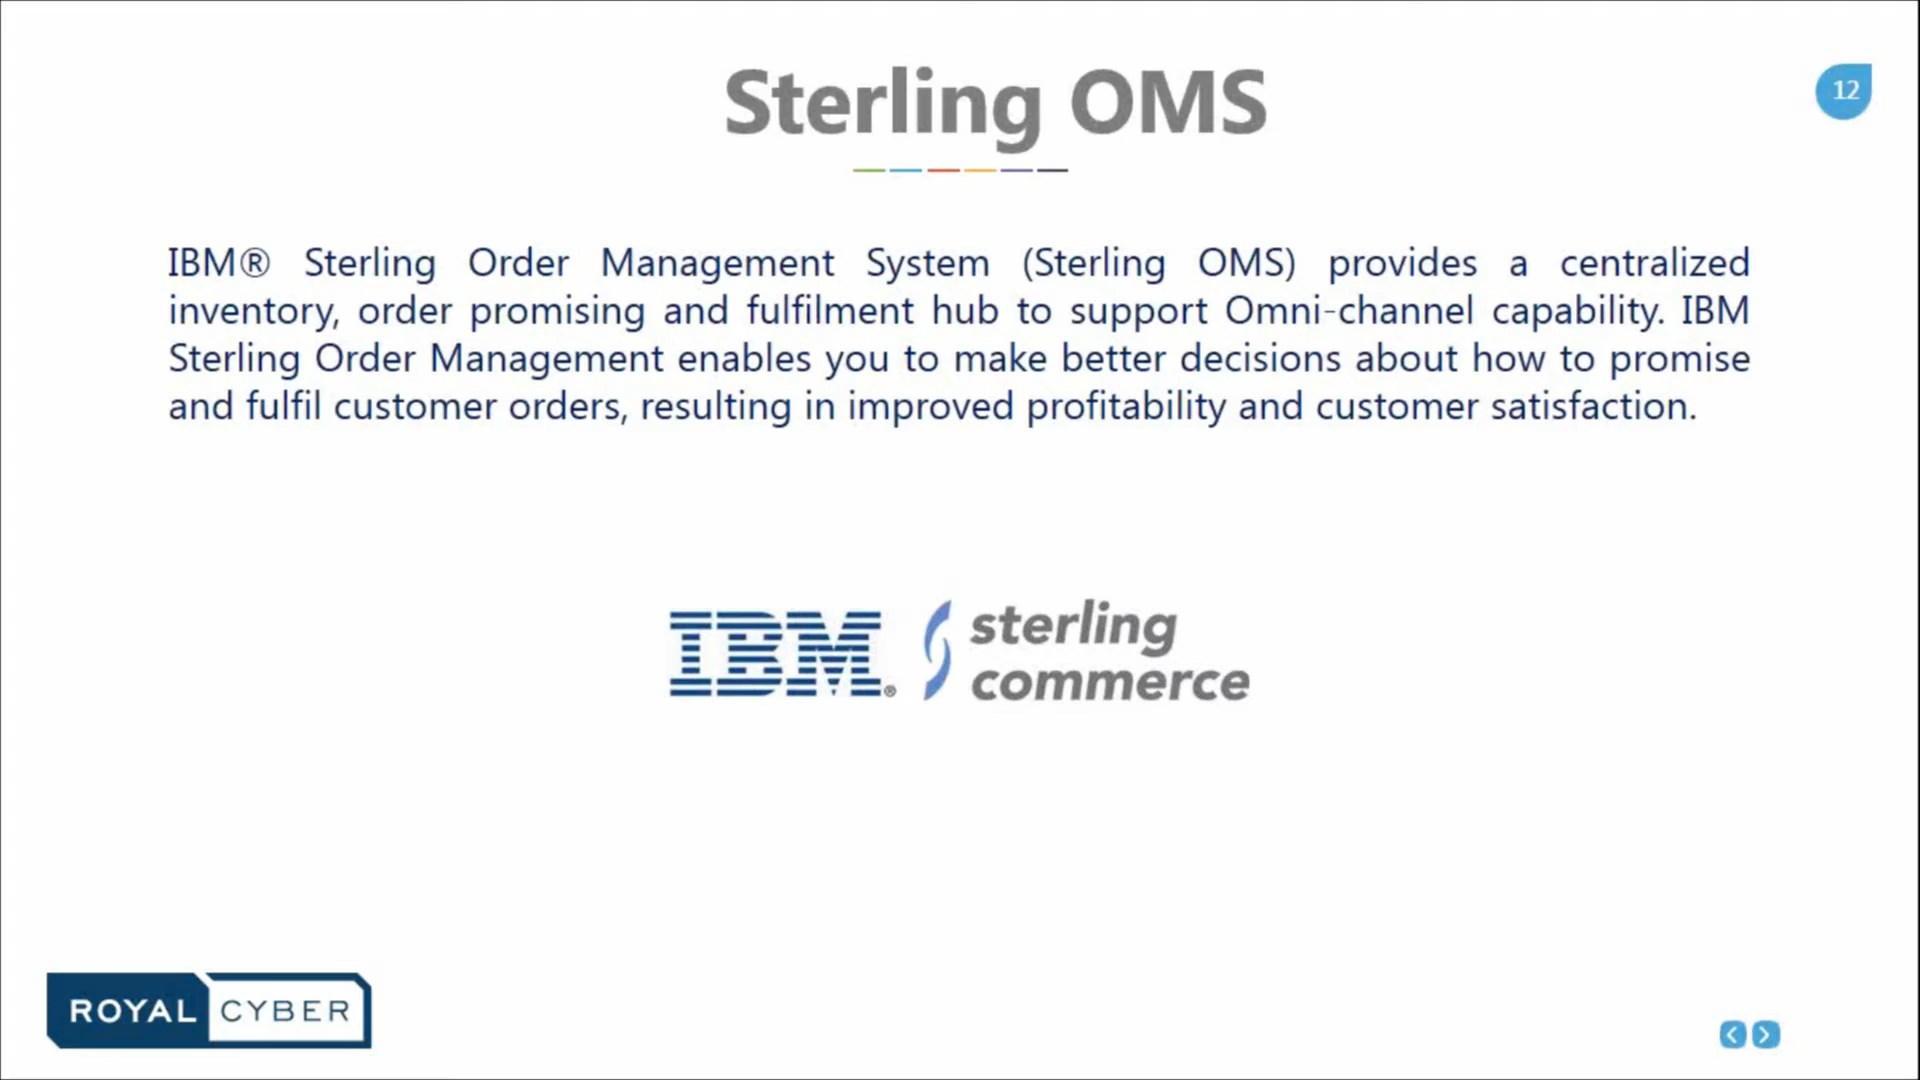 Sterling OMS
12
IBM® Sterling Order Management System (Sterling OMS) provides a centralized
inventory, order promising and fulfilment hub to support Omni-channel capability. IBM
Sterling Order Management enables you to make better decisions about how to promise
and fulfil customer orders, resulting in improved profitability and customer satisfaction.
IBM® sterling
commerce
ROYAL CYBER